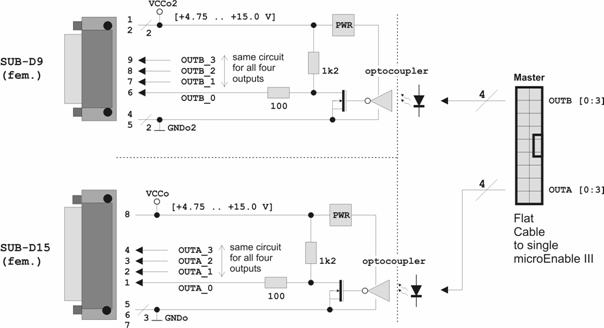 VCCo2
[+4.75 .. +15.0 V]
PWR
1
2
2
SUB-D9
(fem.)
9 OUTB_3
8 OUTB_2
7 OUTB_1
6 OUTB_0
same circuit
for all four
outputs
1k2
100
optocoupler
4
5
2
GNDo2
Master
4
OUTB [0:3]
4
OUTA [0:3]
Flat
Cable
to single
microEnable III
VCCo
8
[+4.75 .. +15.0 V]
PWR
SUB-D15
(fem.)
4 OUTA_3
3 OUTA_2
2 OUTA_1
1 OUTA_0
same circuit
for all four
outputs
1k2
100
optocoupler
5
6
7
3
GNDo